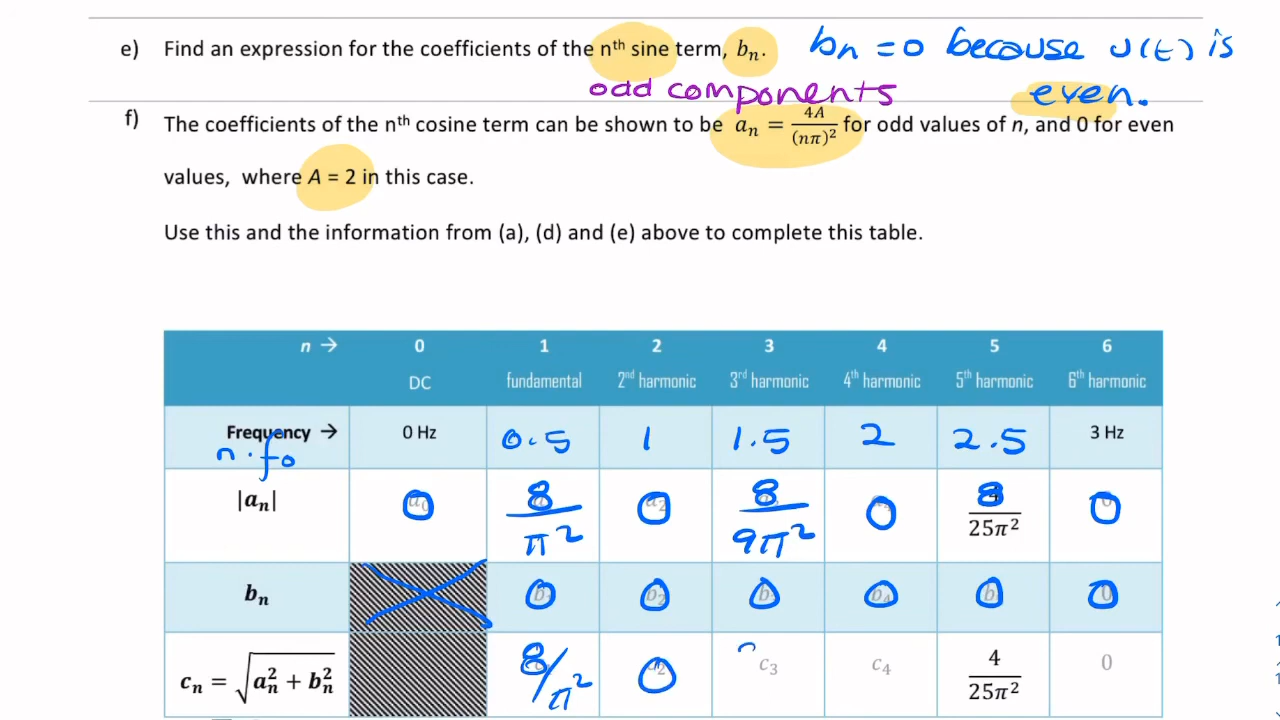 e) Find an expression for the coefficients of the nth sine term, bₙ. bn = 0 because v(t) is
odd components even.
f) The coefficients of the nth cosine term can be shown to be aₙ = 4A/(nπ)² for odd values of n, and 0 for even
values, where A = 2 in this case.
Use this and the information from (a), (d) and (e) above to complete this table.
n → 0 1 2 3 4 5 6
DC fundamental 2nd harmonic 3rd harmonic 4th harmonic 5th harmonic 6th harmonic
Frequency → 0 Hz 0.5 1 1.5 2 2.5 3 Hz
n . f0
|aₙ| 0 8/π² 0 8/9π² 0 8/25π² 0
bₙ 0 0 0 0 0 0
cₙ = √(aₙ² + bₙ²) 8/π² 0 c₃ c₄ 4/25π² 0